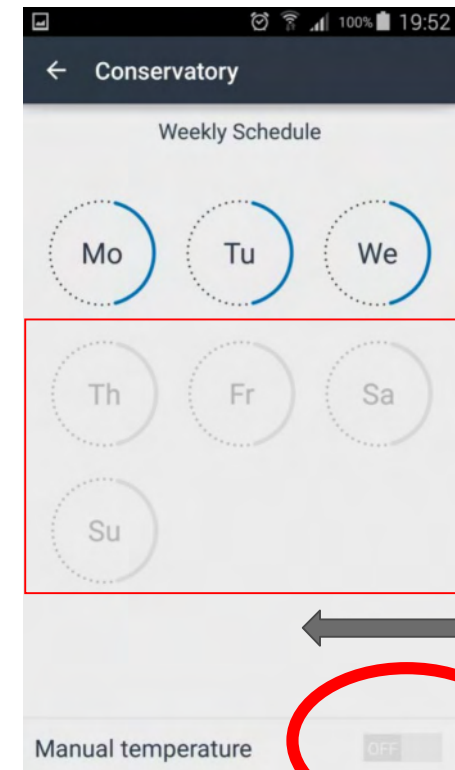 100% 19:52
Conservatory
Weekly Schedule
Mo Tu We
Th Fr Sa
Su
Manual temperature OFF